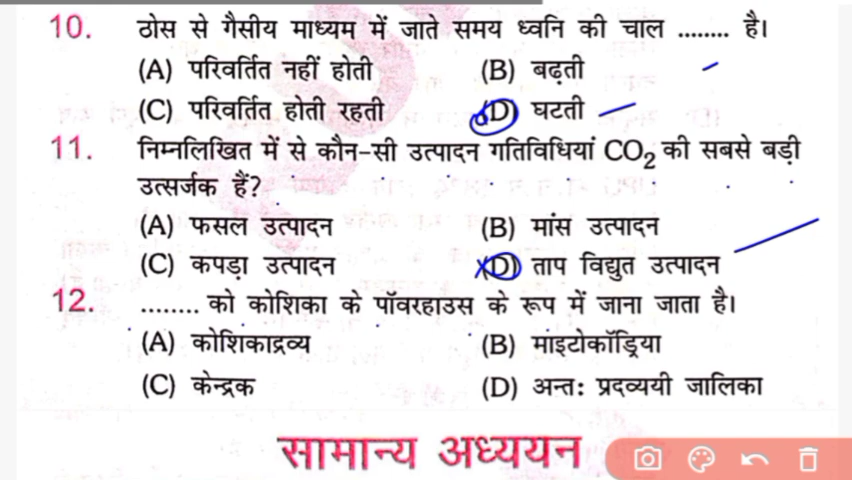 10. ठोस से गैसीय माध्यम में जाते समय ध्वनि की चाल ........ है।
(A) परिवर्तित नहीं होती (B) बढ़ती
(C) परिवर्तित होती रहती (D) घटती
11. निम्नलिखित में से कौन-सी उत्पादन गतिविधियां CO₂ की सबसे बड़ी
उत्सर्जक हैं?
(A) फसल उत्पादन (B) मांस उत्पादन
(C) कपड़ा उत्पादन (D) ताप विद्युत उत्पादन
12. ........ को कोशिका के पॉवरहाउस के रूप में जाना जाता है।
(A) कोशिकाद्रव्य (B) माइटोकॉंड्रिया
(C) केन्द्रक (D) अन्तः प्रदव्ययी जालिका
सामान्य अध्ययन